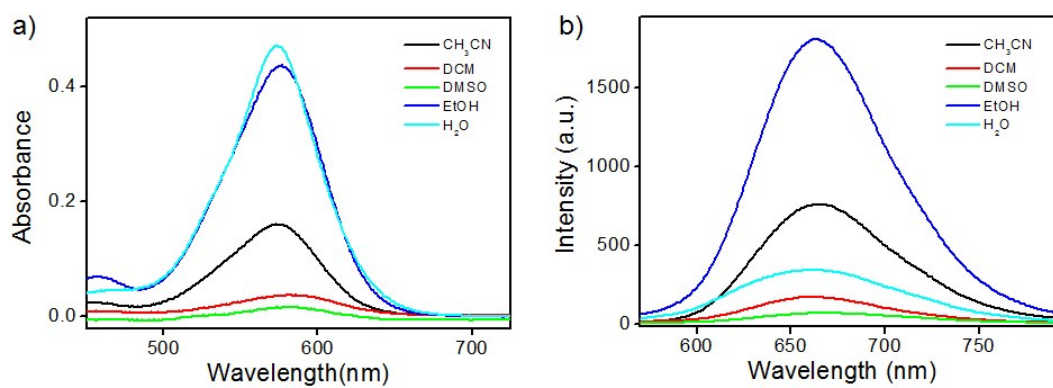 a)
CH₃CN
DCM
DMSO
EtOH
H₂O
0.4
0.2
0.0
Absorbance
500
600
700
Wavelength(nm)
b)
CH₃CN
DCM
DMSO
EtOH
H₂O
1500
1000
500
0
Intensity (a.u.)
600
650
700
750
Wavelength(nm)